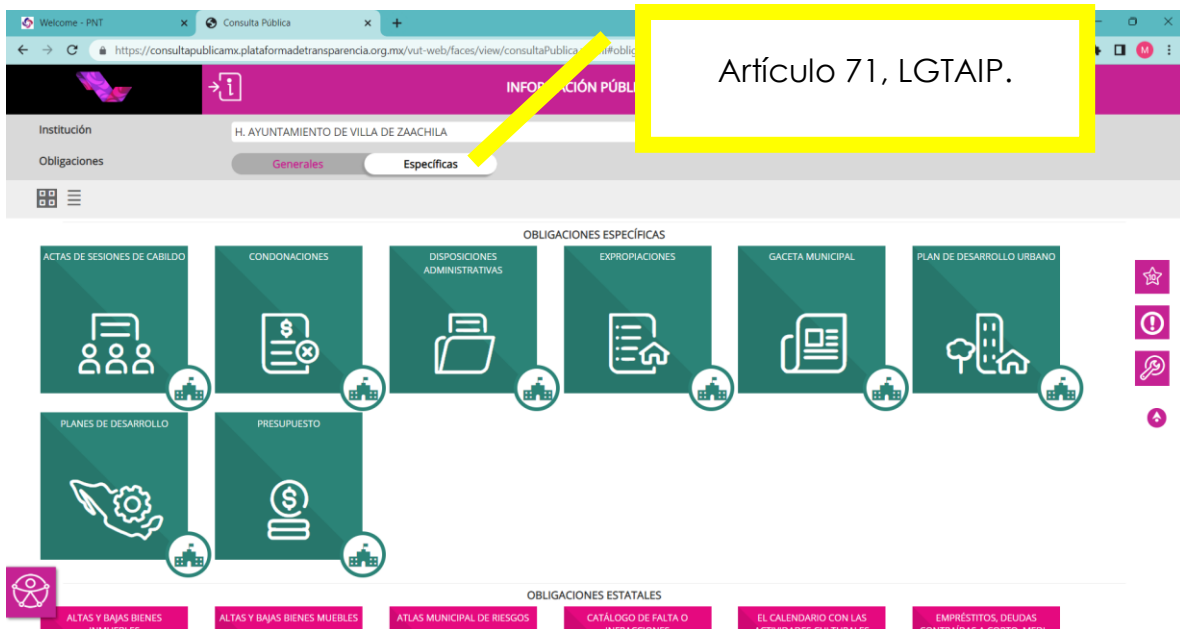 Welcome - PNT
Consulta Pública
https://consultapublicamx.plataformadetransparencia.org.mx/vut-web/faces/view/consultaPublica
Artículo 71, LGTAIP.
Institución
H. AYUNTAMIENTO DE VILLA DE ZAACHILA
Obligaciones
Generales
Específicas
OBLIGACIONES ESPECÍFICAS
ACTAS DE SESIONES DE CABILDO
CONDONACIONES
DISPOSICIONES
ADMINISTRATIVAS
EXPROPIACIONES
GACETA MUNICIPAL
PLAN DE DESARROLLO URBANO
PLANES DE DESARROLLO
PRESUPUESTO
OBLIGACIONES ESTATALES
ALTAS Y BAJAS BIENES
ALTAS Y BAJAS BIENES MUEBLES
ATLAS MUNICIPAL DE RIESGOS
CATÁLOGO DE FALTA O
EL CALENDARIO CON LAS
EMPRÉSTITOS, DEUDAS